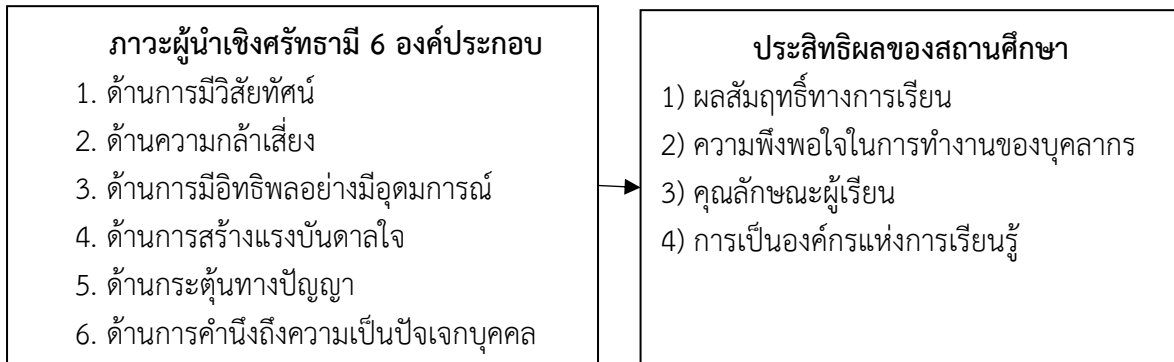 ภาวะผู้นำเชิงศรัทธามี 6 องค์ประกอบ
1. ด้านการมีวิสัยทัศน์
2. ด้านความกล้าเสี่ยง
3. ด้านการมีอิทธิพลอย่างมีอุดมการณ์
4. ด้านการสร้างแรงบันดาลใจ
5. ด้านกระตุ้นทางปัญญา
6. ด้านการคำนึงถึงความเป็นปัจเจกบุคคล
ประสิทธิผลของสถานศึกษา
1) ผลสัมฤทธิ์ทางการเรียน
2) ความพึงพอใจในการทำงานของบุคลากร
3) คุณลักษณะผู้เรียน
4) การเป็นองค์กรแห่งการเรียนรู้